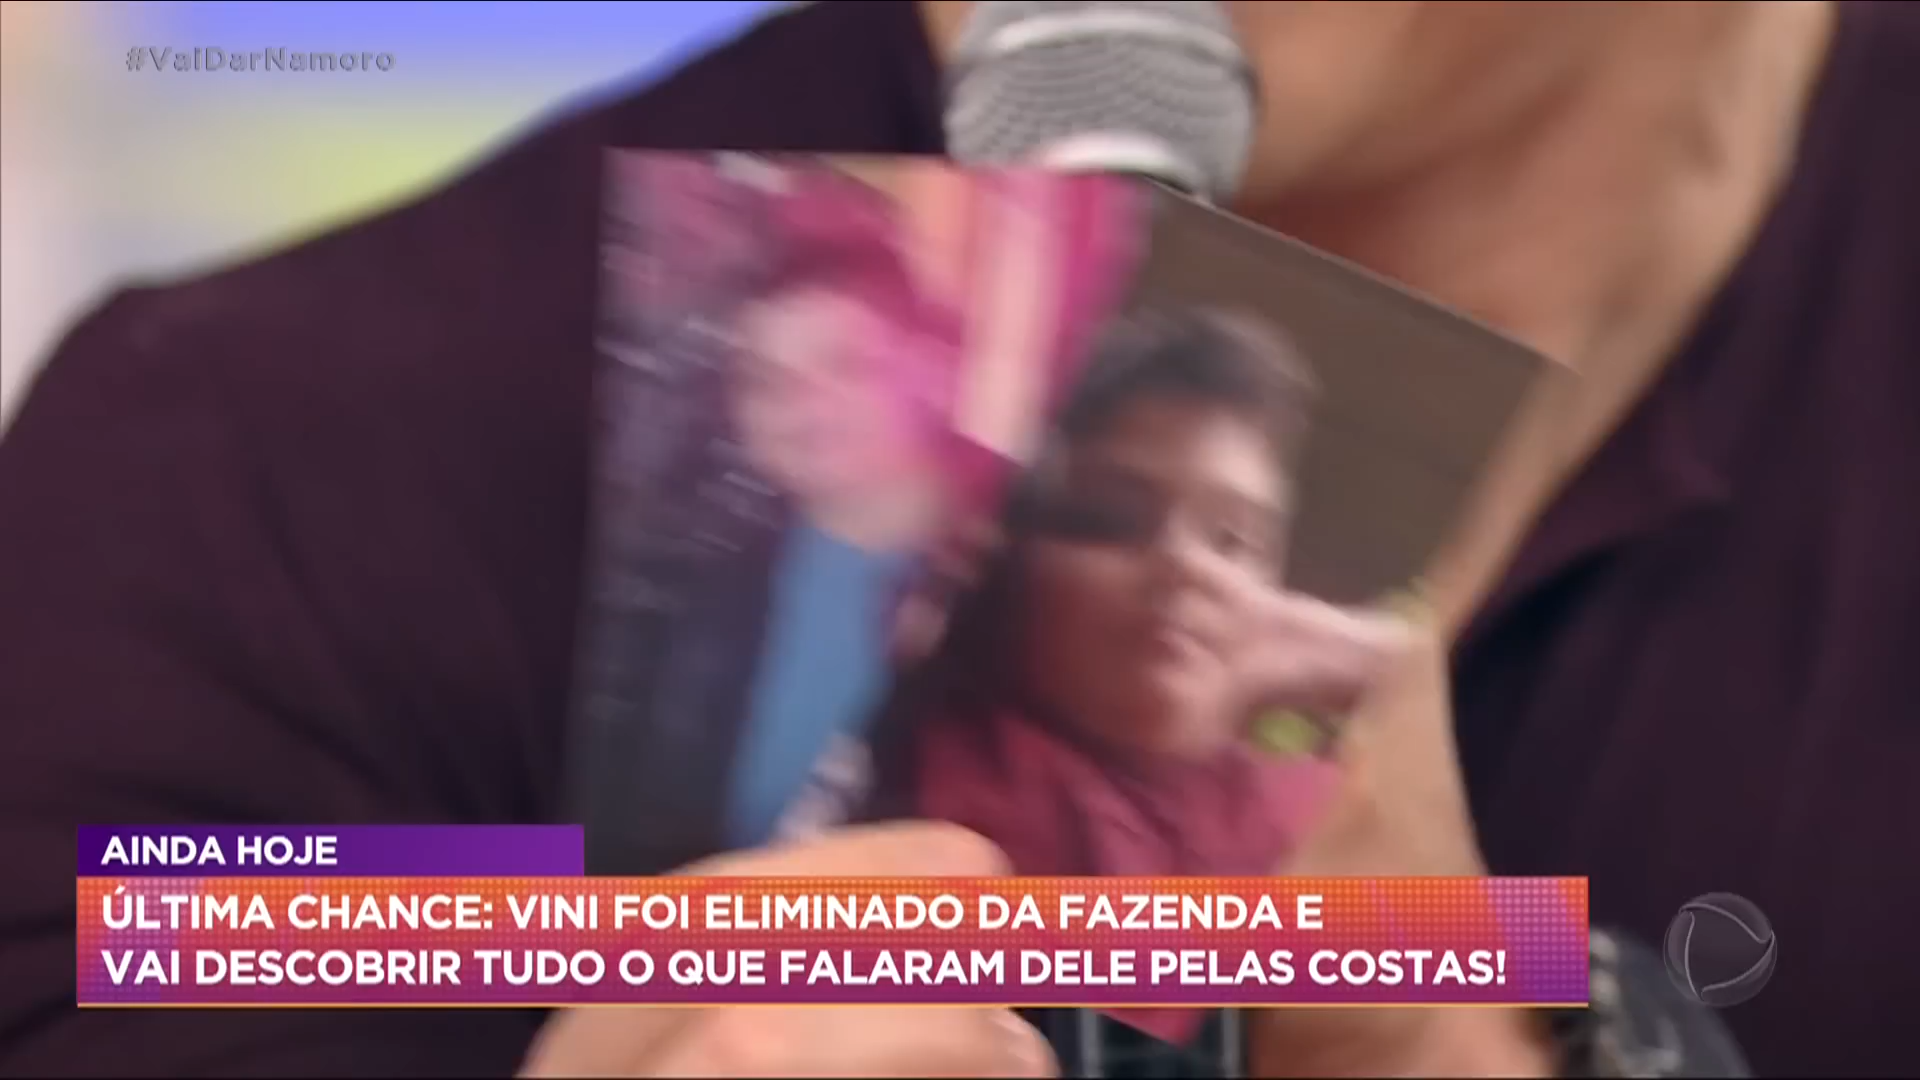 #VaiDarNamoro
AINDA HOJE
ÚLTIMA CHANCE: VINI FOI ELIMINADO DA FAZENDA E
VAI DESCOBRIR TUDO O QUE FALARAM DELE PELAS COSTAS!